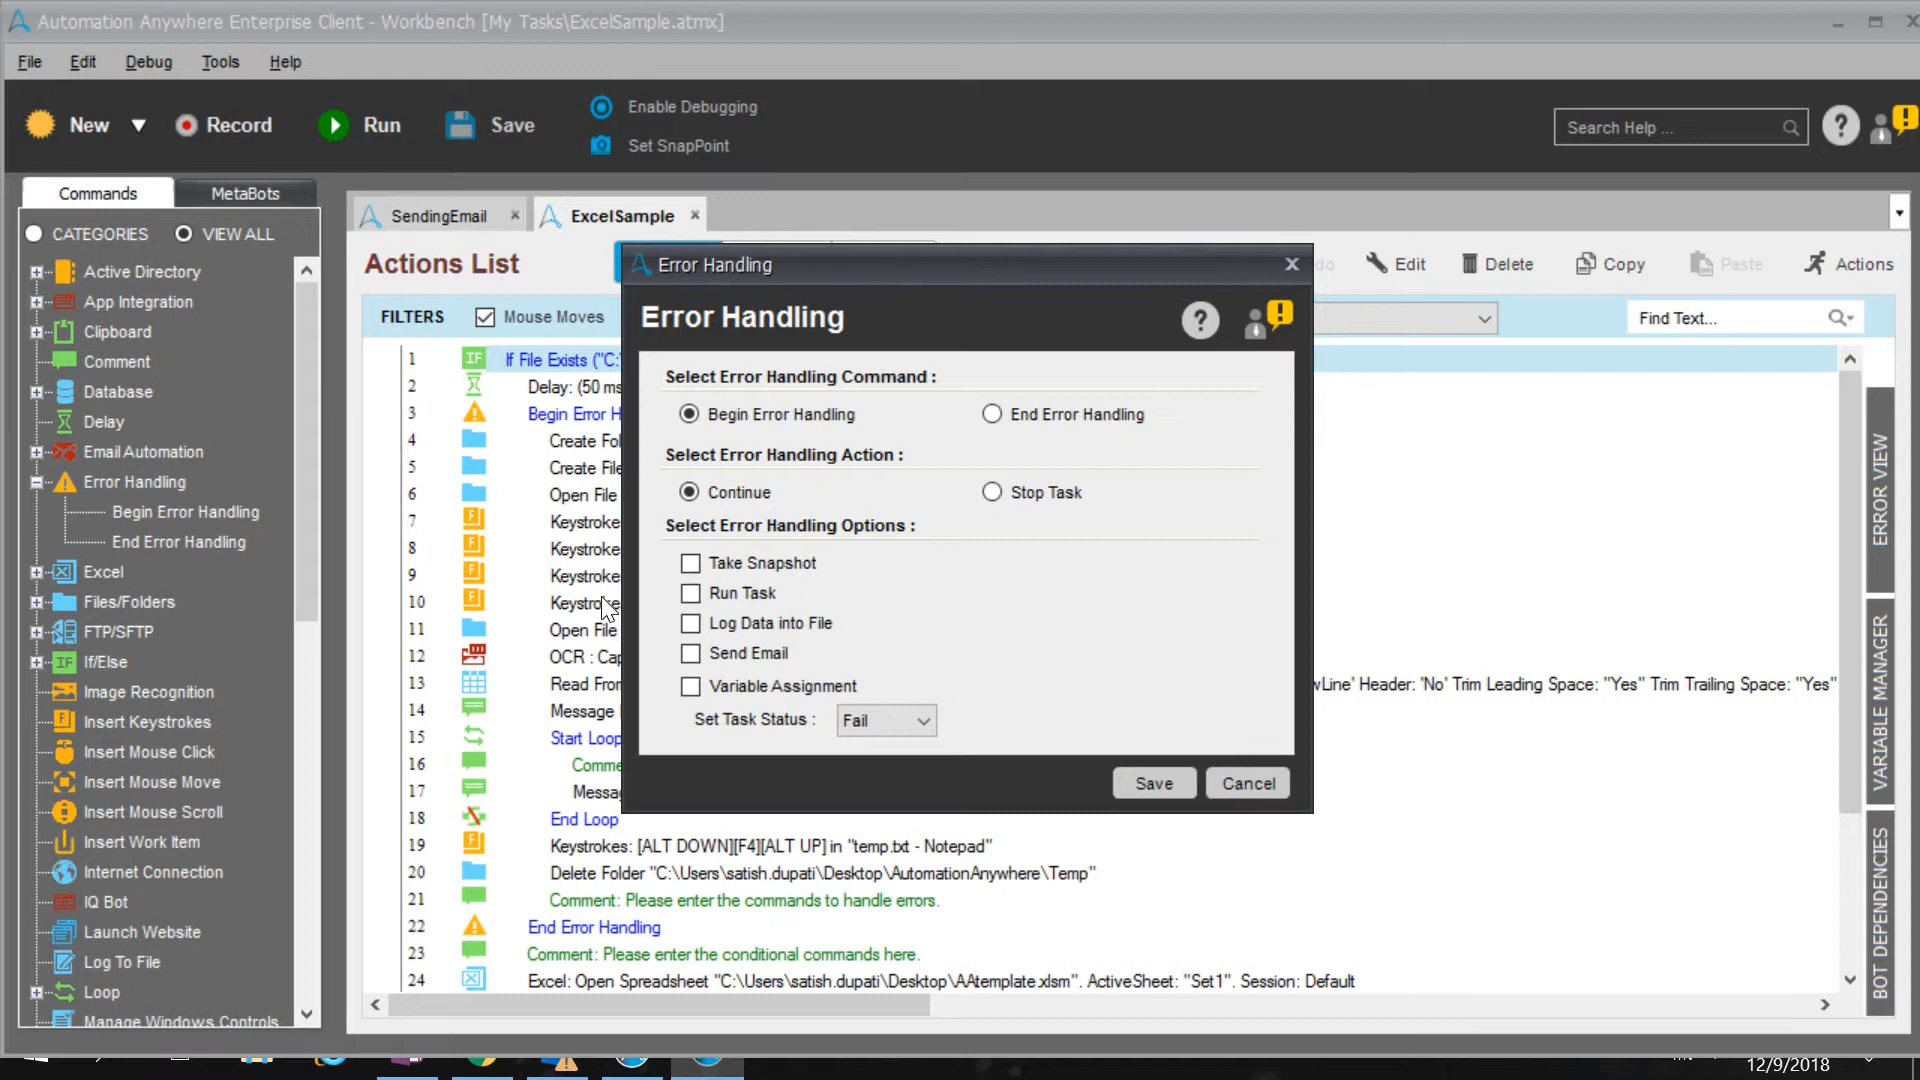 Automation Anywhere Enterprise Client - Workbench [My Tasks\ExcelSample.atmx]
File Edit Debug Tools Help
New Record Run Save
Enable Debugging
Set SnapPoint
Search Help ...
Commands MetaBots
CATEGORIES VIEW ALL
Active Directory
App Integration
Clipboard
Comment
Database
Delay
Email Automation
Error Handling
Begin Error Handling
End Error Handling
Excel
Files/Folders
FTP/SFTP
If/Else
Image Recognition
Insert Keystrokes
Insert Mouse Click
Insert Mouse Move
Insert Mouse Scroll
Insert Work Item
Internet Connection
IQ Bot
Launch Website
Log To File
Loop
Manage Windows Controls
SendingEmail ExcelSample
Actions List
Edit Delete Copy Paste Actions
FILTERS Mouse Moves
Find Text...
1 If File Exists ("C:
2 Delay: (50 ms
3 Begin Error H
4 Create Fol
5 Create File
6 Open File
7 Keystroke
8 Keystroke
9 Keystroke
10 Keystroke
11 Open File
12 OCR : Cap
13 Read From wLine' Header: 'No' Trim Leading Space: "Yes" Trim Trailing Space: "Yes"
14 Message
15 Start Loop
16 Comme
17 Messag
18 End Loop
19 Keystrokes: [ALT DOWN][F4][ALT UP] in "temp.txt - Notepad"
20 Delete Folder "C:\Users\satish.dupati\Desktop\AutomationAnywhere\Temp"
21 Comment: Please enter the commands to handle errors.
22 End Error Handling
23 Comment: Please enter the conditional commands here.
24 Excel: Open Spreadsheet "C:\Users\satish.dupati\Desktop\AAtemplate.xlsm". ActiveSheet: "Set1". Session: Default
Error Handling
Error Handling
Select Error Handling Command :
Begin Error Handling End Error Handling
Select Error Handling Action :
Continue Stop Task
Select Error Handling Options :
Take Snapshot
Run Task
Log Data into File
Send Email
Variable Assignment
Set Task Status : Fail
Save Cancel
ERROR VIEW
VARIABLE MANAGER
BOT DEPENDENCIES
12/9/2018